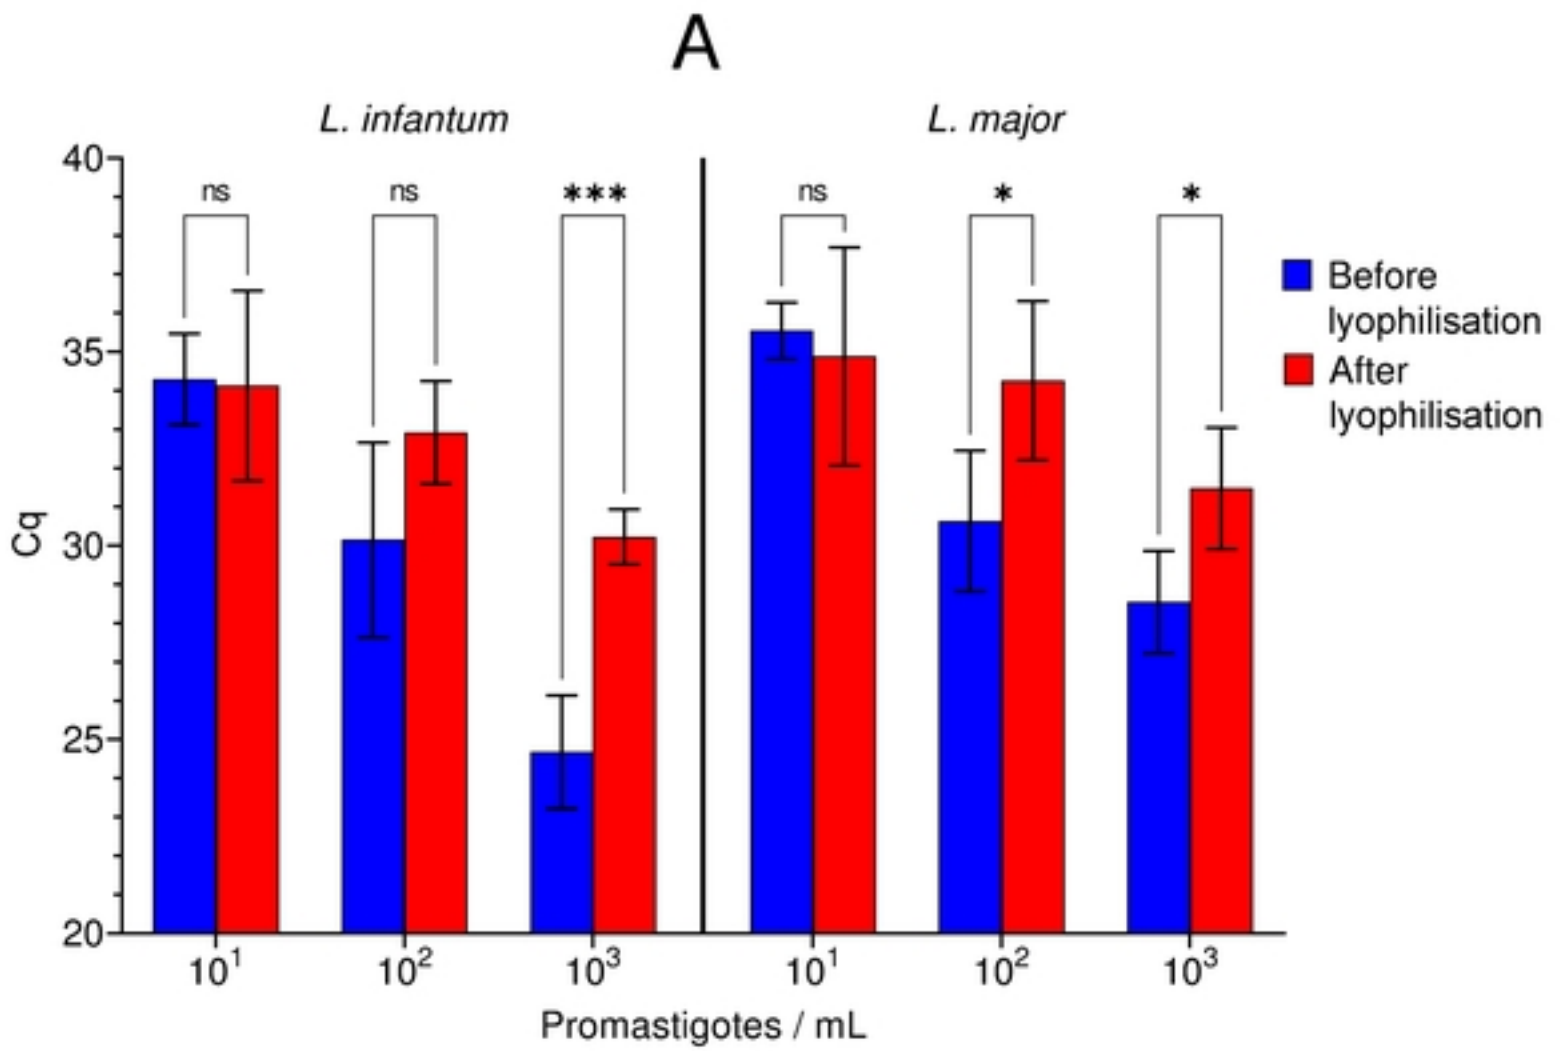 A
L. infantum
L. major
40
35
30
25
20
Cq
ns
ns
***
ns
*
*
Before
lyophilisation
After
lyophilisation
10¹
10²
10³
10¹
10²
10³
Promastigotes / mL